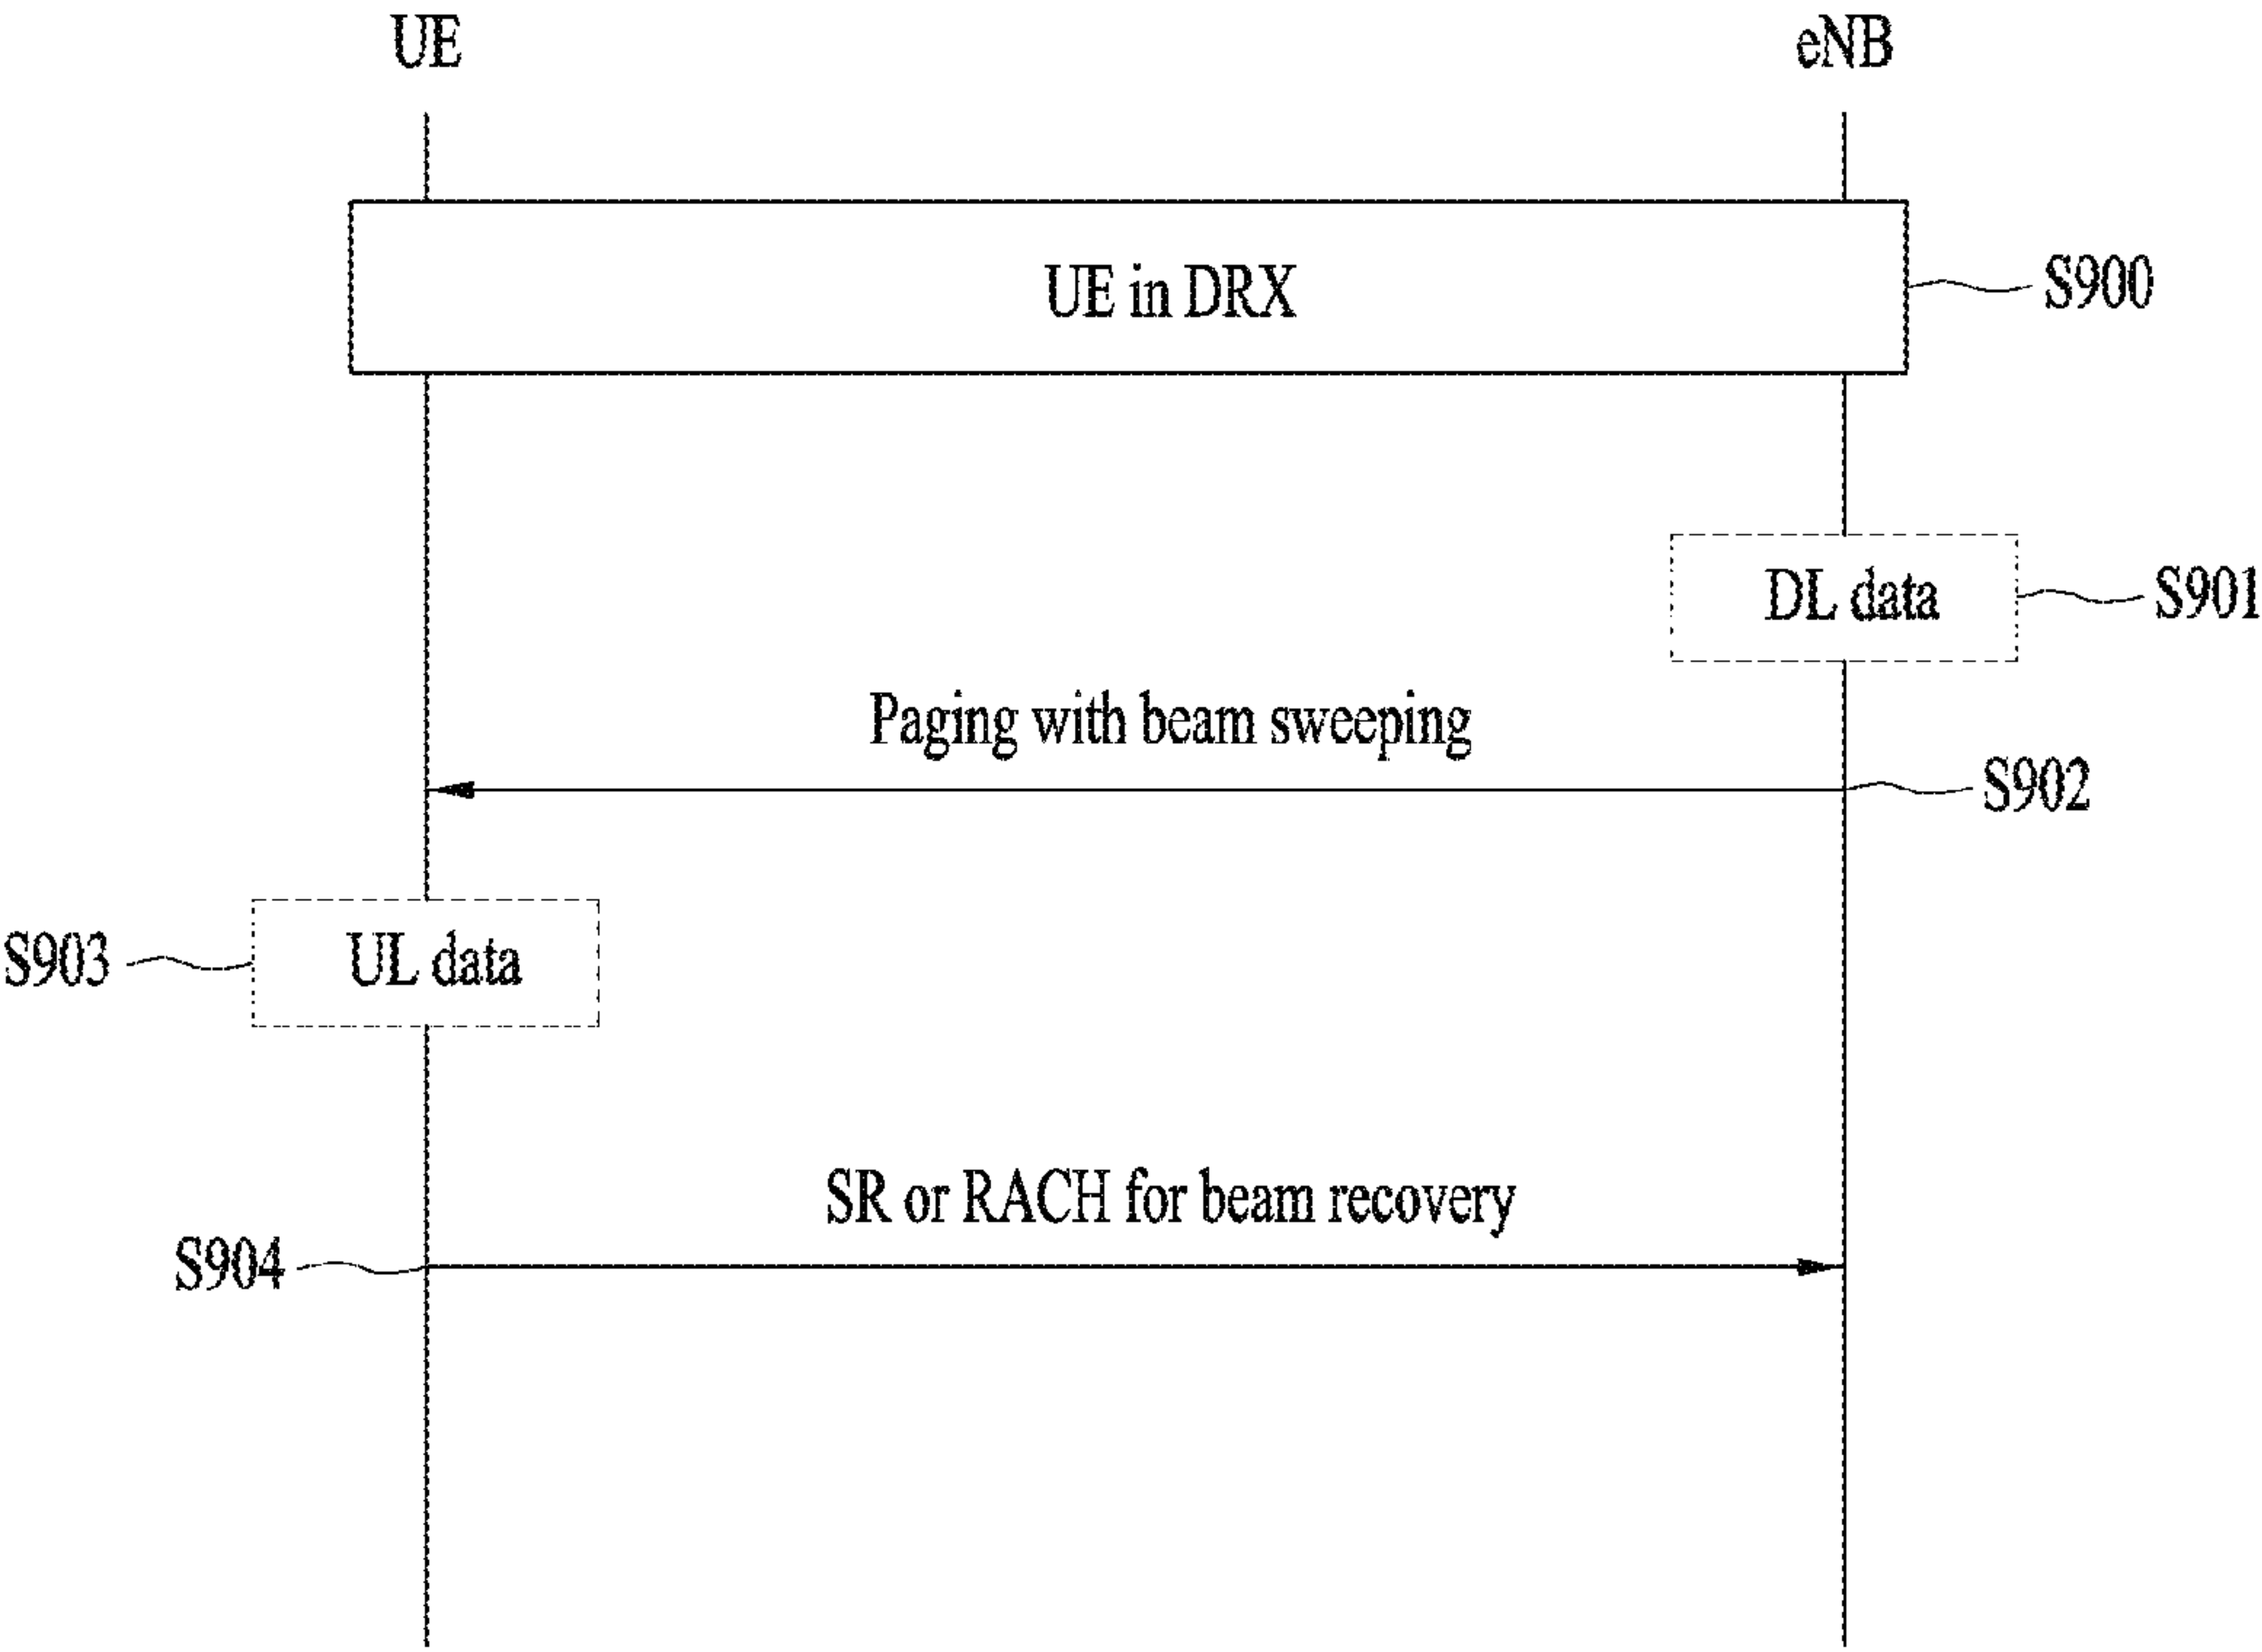 UE
eNB
UE in DRX
S900
DL data
S901
Paging with beam sweeping
S902
S903
UL data
SR or RACH for beam recovery
S904